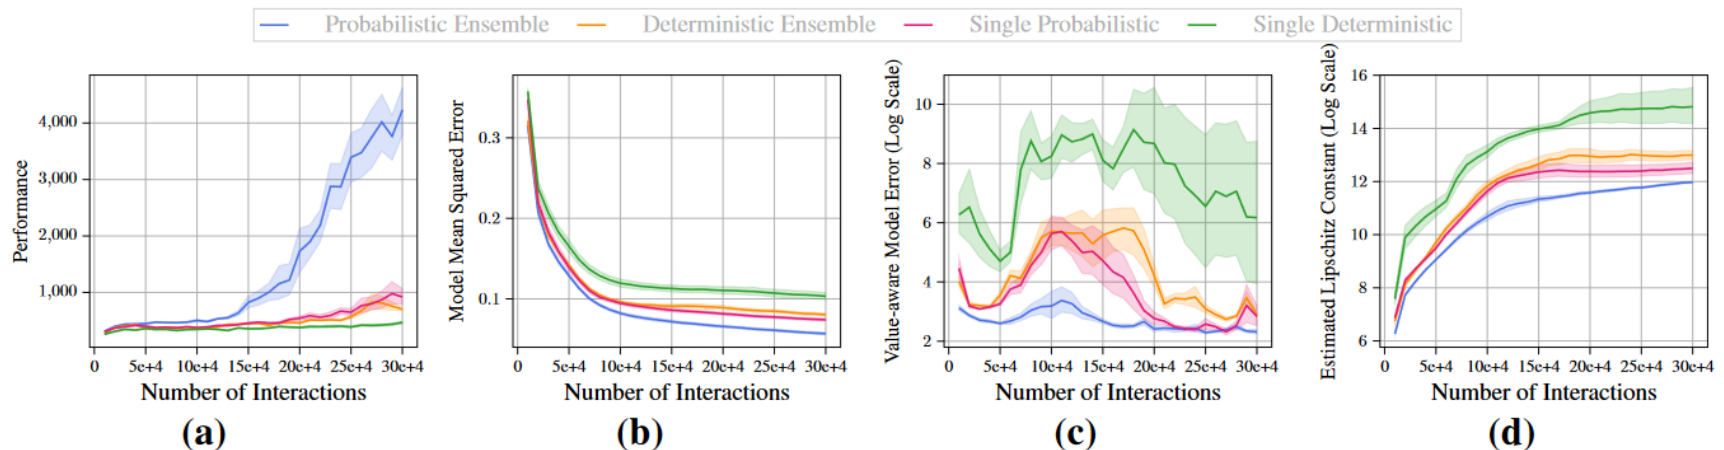 Probabilistic Ensemble Deterministic Ensemble Single Probabilistic Single Deterministic
Performance
4,000
3,000
2,000
1,000
0 5e+4 10e+4 15e+4 20e+4 25e+4 30e+4
Number of Interactions
(a)
Model Mean Squared Error
0.3
0.2
0.1
0 5e+4 10e+4 15e+4 20e+4 25e+4 30e+4
Number of Interactions
(b)
Value-aware Model Error (Log Scale)
10
8
6
4
2
0 5e+4 10e+4 15e+4 20e+4 25e+4 30e+4
Number of Interactions
(c)
Estimated Lipschitz Constant (Log Scale)
16
14
12
10
8
6
0 5e+4 10e+4 15e+4 20e+4 25e+4 30e+4
Number of Interactions
(d)